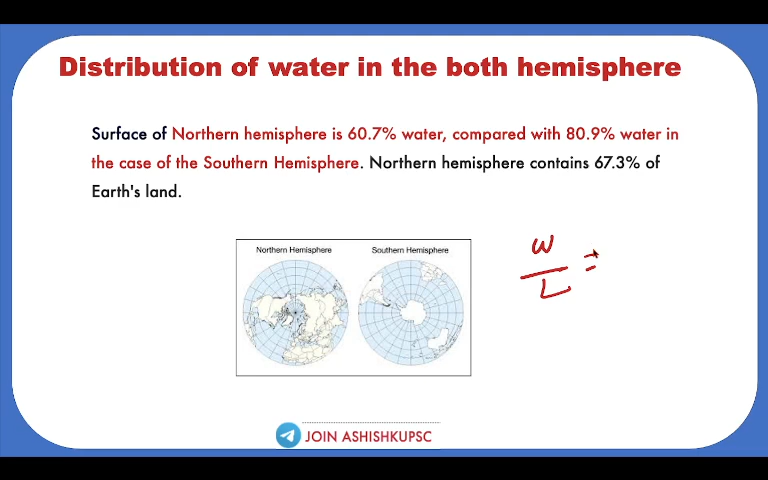 Distribution of water in the both hemisphere
Surface of Northern hemisphere is 60.7% water, compared with 80.9% water in
the case of the Southern Hemisphere. Northern hemisphere contains 67.3% of
Earth's land.
Northern Hemisphere Southern Hemisphere
W
L =
JOIN ASHISHKUPSC